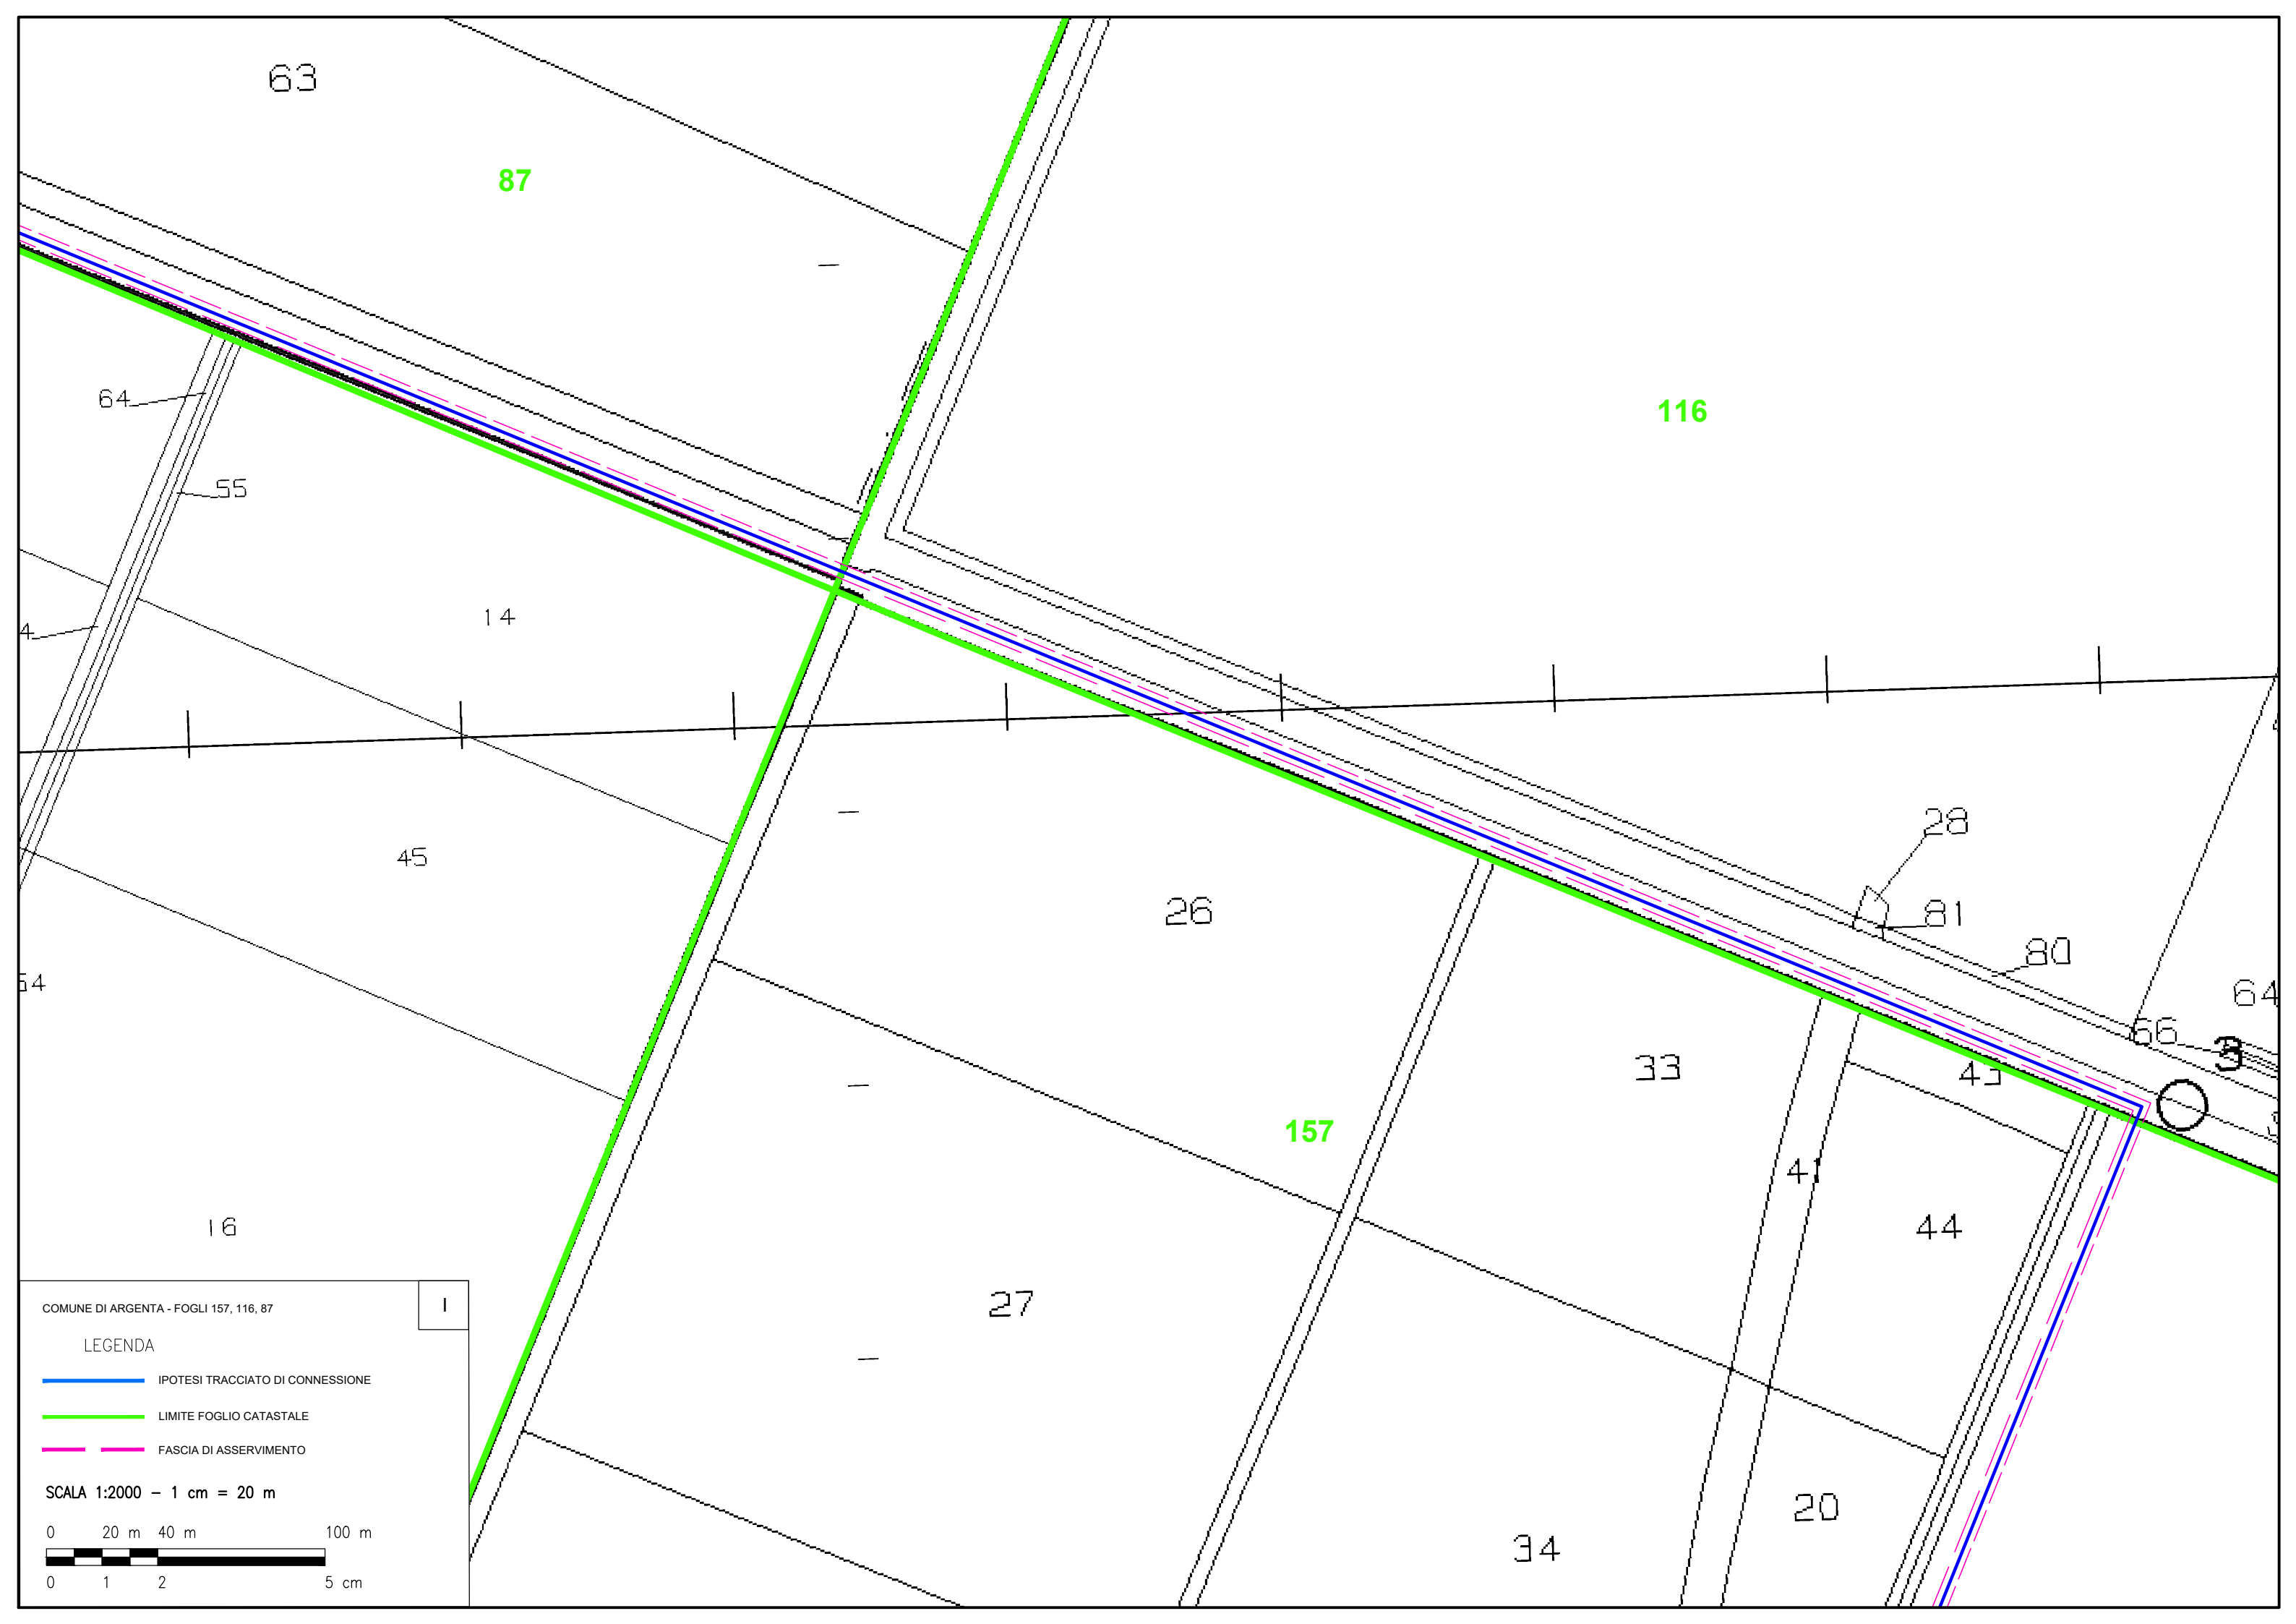 63
87
116
64
55
14
28
45
26
81
80
64
66
3
33
43
157
41
16
44
27
20
34
COMUNE DI ARGENTA - FOGLI 157, 116, 87
I
LEGENDA
IPOTESI TRACCIATO DI CONNESSIONE
LIMITE FOGLIO CATASTALE
FASCIA DI ASSERVIMENTO
SCALA 1:2000 - 1 cm = 20 m
0 20 m 40 m 100 m
0 1 2 5 cm